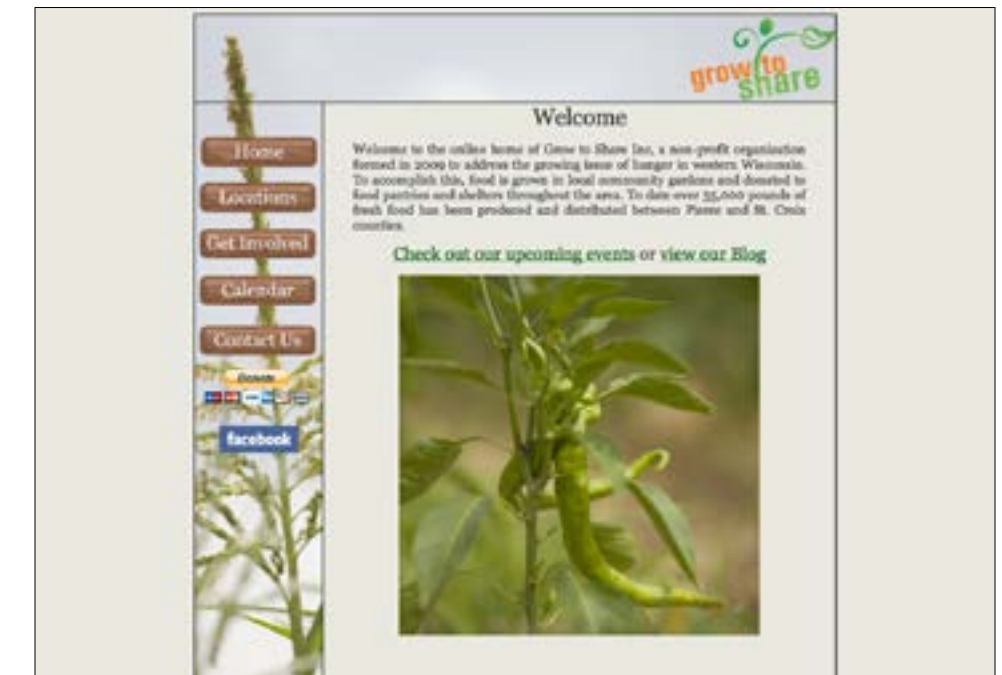 grow to
share
Welcome
Welcome to the online home of Grow to Share Inc, a non-profit organization
formed in 2009 to address the growing issue of hunger in western Wisconsin.
To accomplish this, food is grown in local community gardens and donated to
food pantries and shelters throughout the area. To date over 35,000 pounds of
fresh food has been produced and distributed between Pierce and St. Croix
counties.
Check out our upcoming events or view our Blog
Home
Locations
Get Involved
Calendar
Contact Us
Donate
facebook